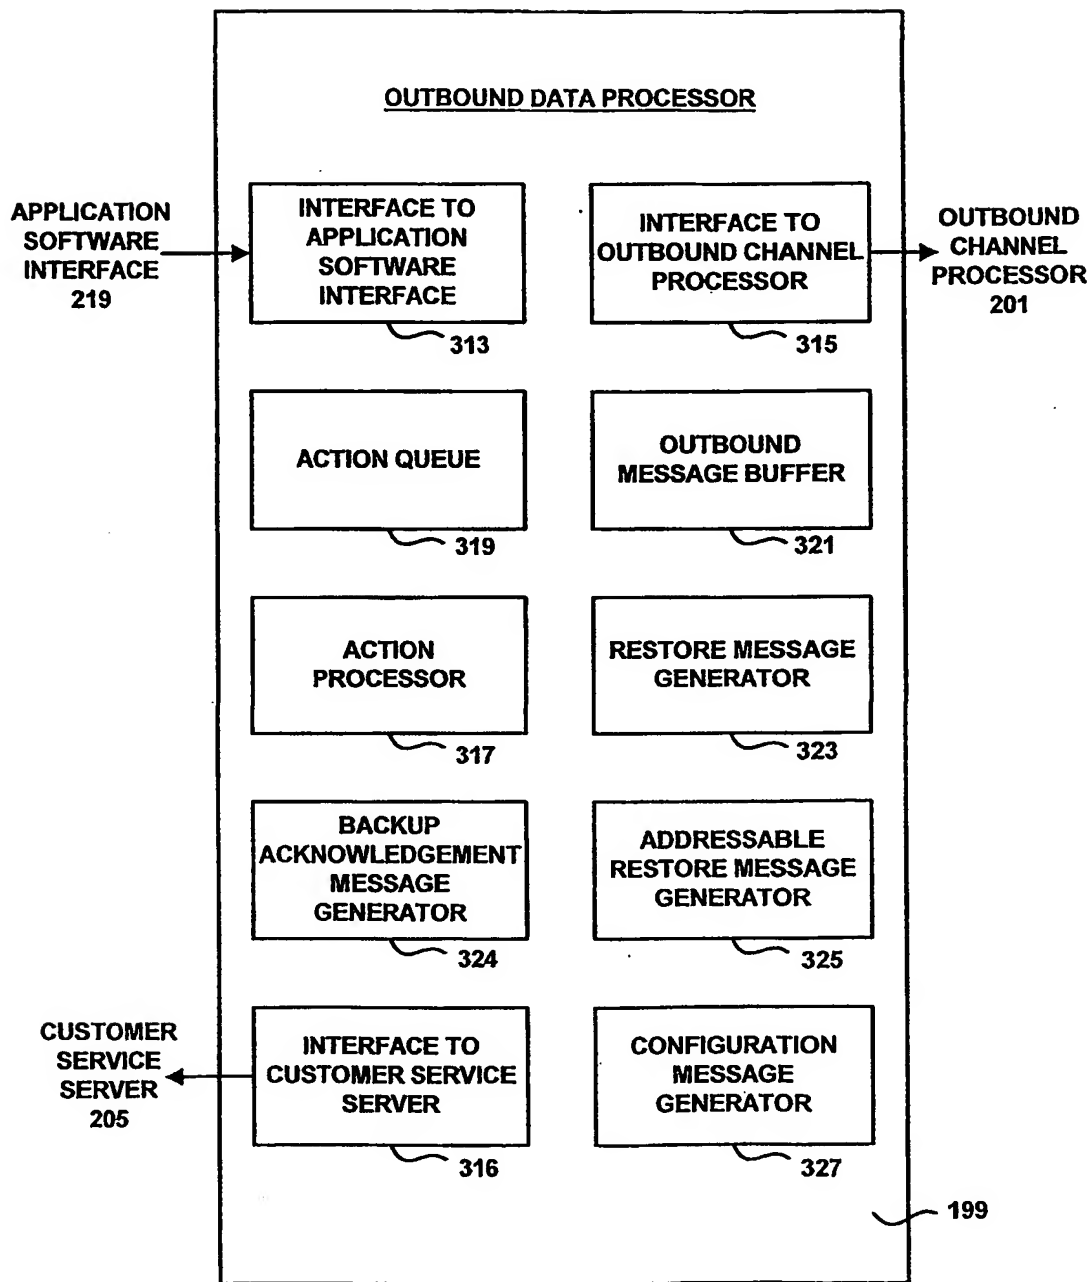 OUTBOUND DATA PROCESSOR
APPLICATION
SOFTWARE
INTERFACE
219
INTERFACE TO
APPLICATION
SOFTWARE
INTERFACE
313
INTERFACE TO
OUTBOUND CHANNEL
PROCESSOR
315
OUTBOUND
CHANNEL
PROCESSOR
201
ACTION QUEUE
319
OUTBOUND
MESSAGE BUFFER
321
ACTION
PROCESSOR
317
RESTORE MESSAGE
GENERATOR
323
BACKUP
ACKNOWLEDGEMENT
MESSAGE
GENERATOR
324
ADDRESSABLE
RESTORE MESSAGE
GENERATOR
325
CUSTOMER
SERVICE
SERVER
205
INTERFACE TO
CUSTOMER SERVICE
SERVER
316
CONFIGURATION
MESSAGE
GENERATOR
327
199